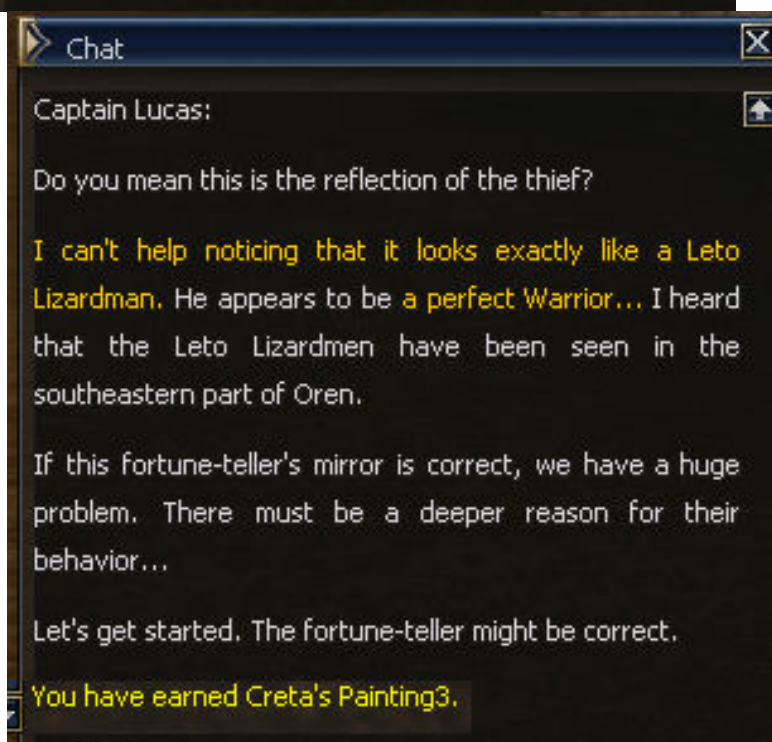 Chat
Captain Lucas:
Do you mean this is the reflection of the thief?
I can't help noticing that it looks exactly like a Leto
Lizardman. He appears to be a perfect Warrior... I heard
that the Leto Lizardmen have been seen in the
southeastern part of Oren.
If this fortune-teller's mirror is correct, we have a huge
problem. There must be a deeper reason for their
behavior...
Let's get started. The fortune-teller might be correct.
You have earned Creta's Painting3.